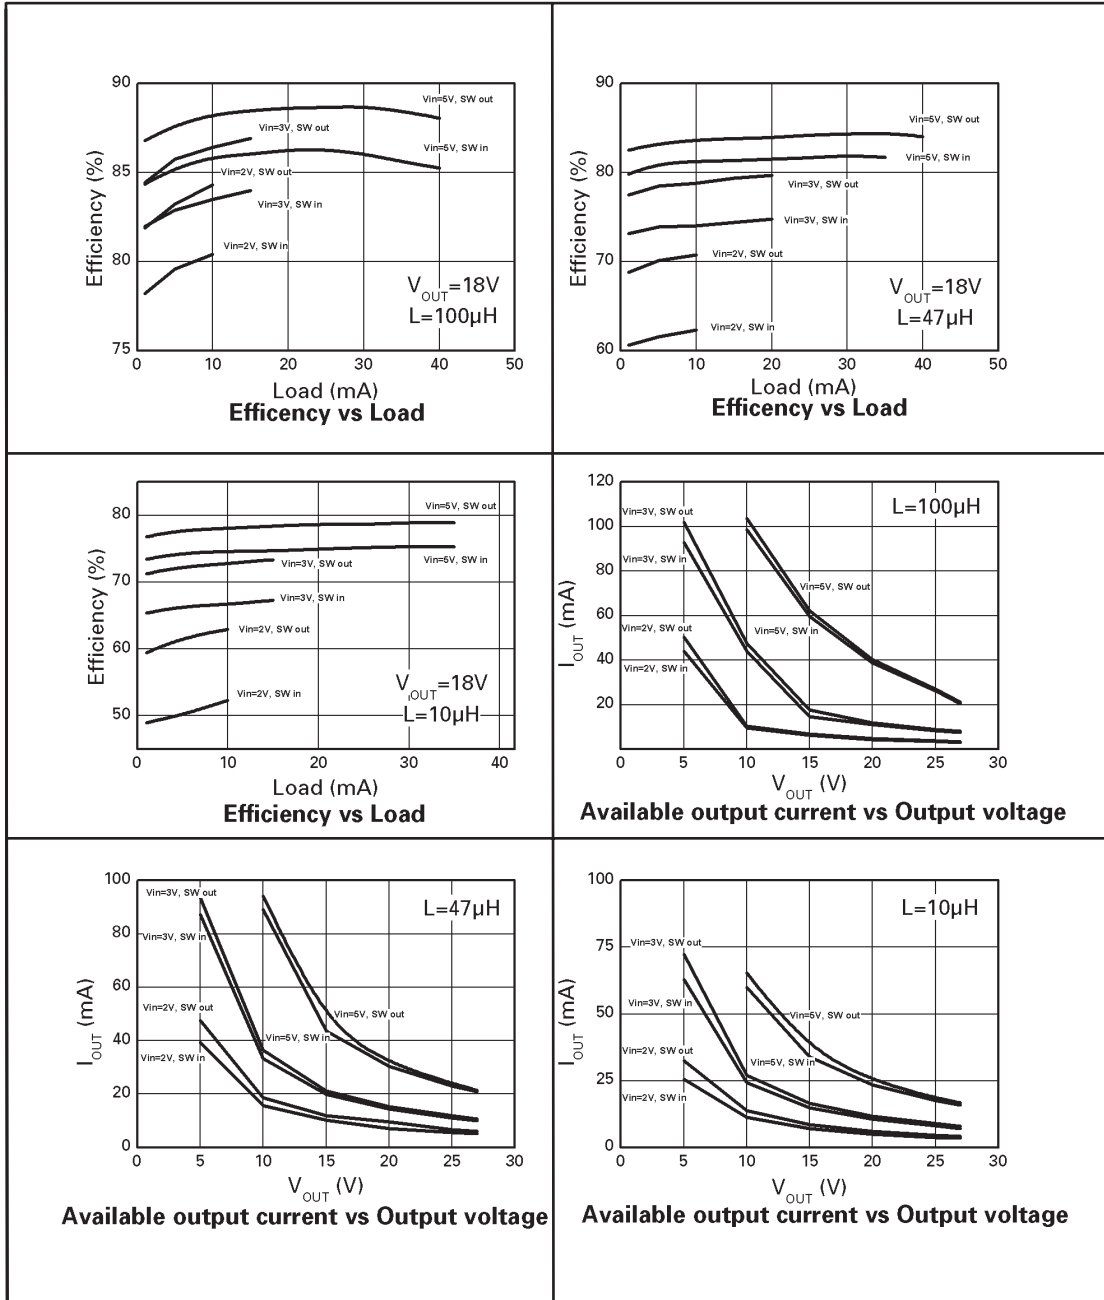 90
85
80
75
Efficiency (%)
Vin=5V, SW out
Vin=3V, SW out
Vin=5V, SW in
Vin=2V, SW out
Vin=3V, SW in
Vin=2V, SW in
VOUT=18V
L=100µH
0 10 20 30 40 50
Load (mA)
Efficency vs Load
90
80
70
60
Efficiency (%)
Vin=5V, SW out
Vin=5V, SW in
Vin=3V, SW out
Vin=3V, SW in
Vin=2V, SW out
Vin=2V, SW in
VOUT=18V
L=47µH
0 10 20 30 40 50
Load (mA)
Efficency vs Load
80
70
60
50
Efficiency (%)
Vin=5V, SW out
Vin=5V, SW in
Vin=3V, SW out
Vin=3V, SW in
Vin=2V, SW out
Vin=2V, SW in
VOUT=18V
L=10µH
0 10 20 30 40
Load (mA)
Efficiency vs Load
120
100
80
60
40
20
IOUT (mA)
L=100µH
Vin=3V, SW out
Vin=3V, SW in
Vin=5V, SW out
Vin=2V, SW out
Vin=5V, SW in
Vin=2V, SW in
0 5 10 15 20 25 30
VOUT (V)
Available output current vs Output voltage
100
80
60
40
20
0
IOUT (mA)
Vin=3V, SW out
L=47µH
Vin=3V, SW in
Vin=2V, SW out
Vin=5V, SW out
Vin=5V, SW in
Vin=2V, SW in
0 5 10 15 20 25 30
VOUT (V)
Available output current vs Output voltage
100
75
50
25
0
IOUT (mA)
L=10µH
Vin=3V, SW out
Vin=3V, SW in
Vin=5V, SW out
Vin=2V, SW out
Vin=5V, SW in
Vin=2V, SW in
0 5 10 15 20 25 30
VOUT (V)
Available output current vs Output voltage